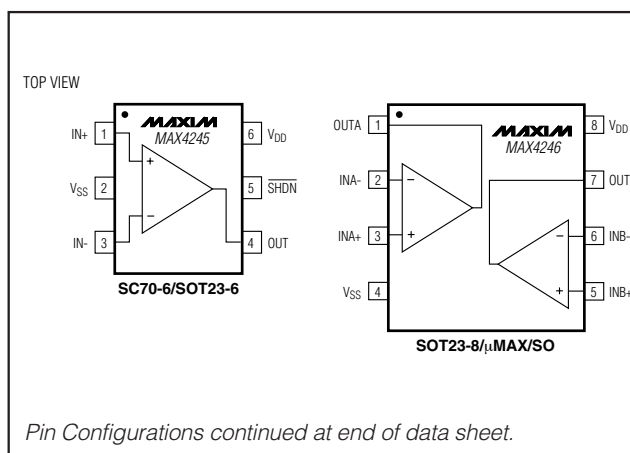 TOP VIEW
MAXIM
MAX4245
IN+ 1
VSS 2
IN- 3
6 VDD
5 SHDN
4 OUT
+
−
SC70-6/SOT23-6
MAXIM
MAX4246
OUTA 1
INA- 2
INA+ 3
VSS 4
8 VDD
7 OUT
6 INB-
5 INB+
−
+
−
+
SOT23-8/μMAX/SO
Pin Configurations continued at end of data sheet.